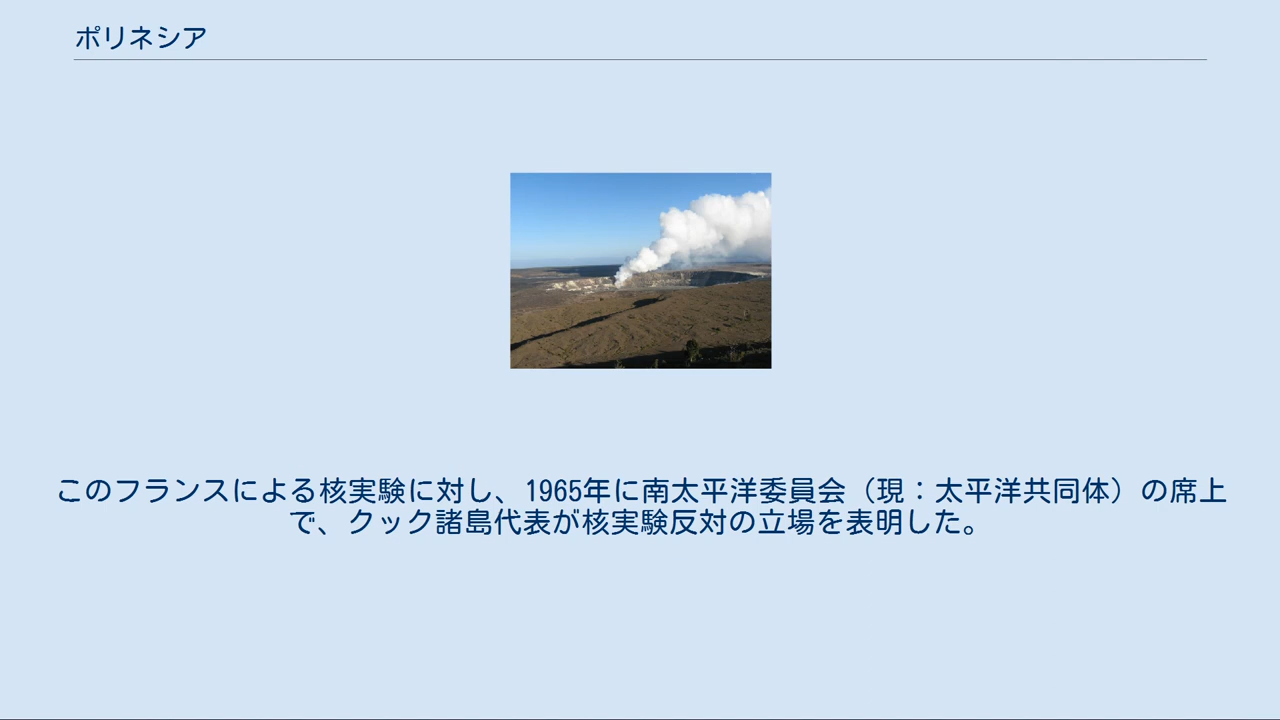 ポリネシア
このフランスによる核実験に対し、1965年に南太平洋委員会（現：太平洋共同体）の席上
で、クック諸島代表が核実験反対の立場を表明した。